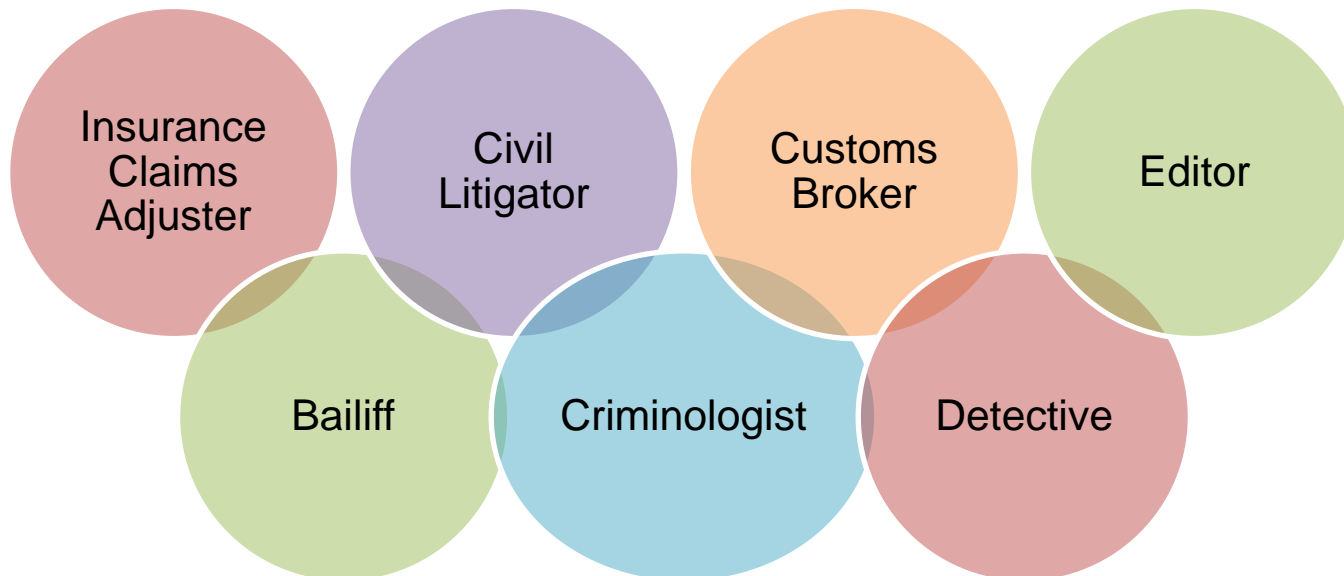 Insurance
Claims
Adjuster
Civil
Litigator
Customs
Broker
Editor
Bailiff
Criminologist
Detective